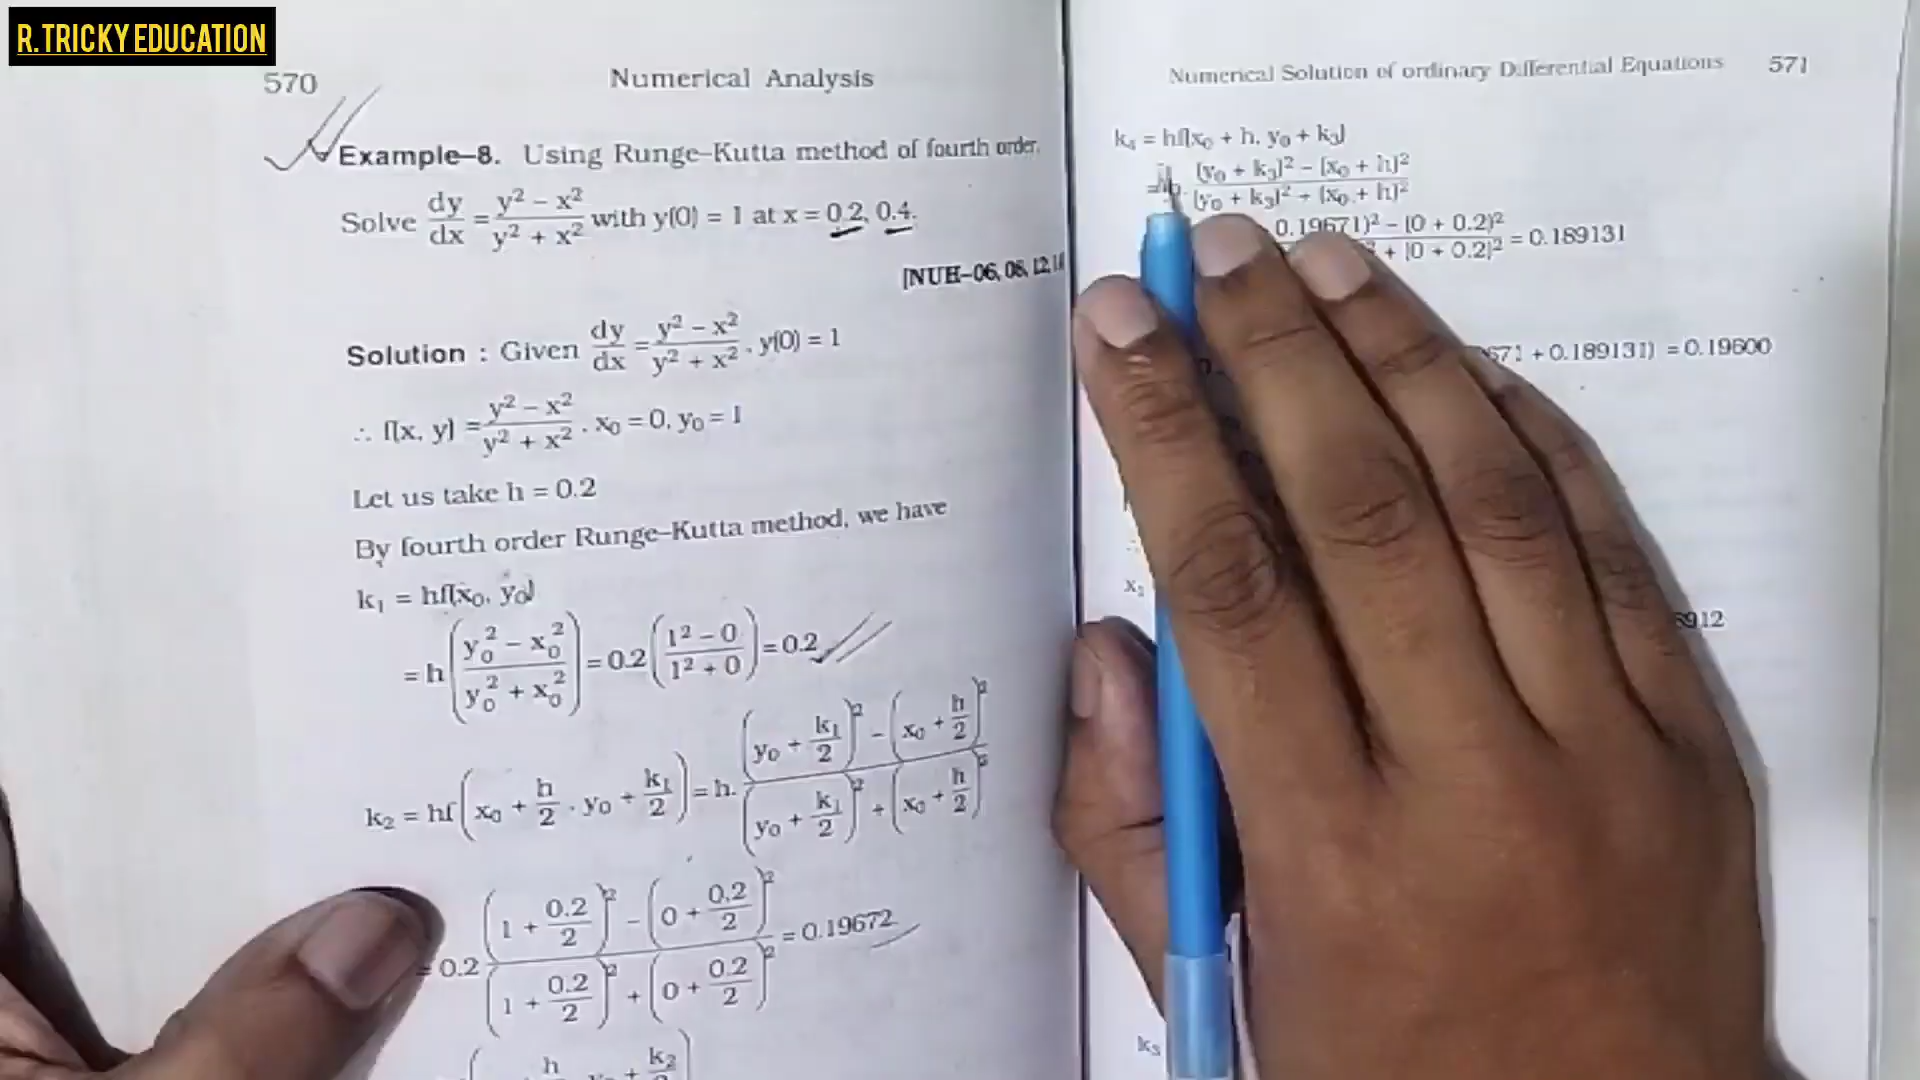 R. TRICKY EDUCATION
570 Numerical Analysis
Example–8. Using Runge–Kutta method of fourth order.
Solve dy/dx = (y² – x²)/(y² + x²) with y(0) = 1 at x = 0.2, 0.4.
[NUH–06, 08, 12,
Solution : Given dy/dx = (y² – x²)/(y² + x²) , y(0) = 1
∴ f(x, y) = (y² – x²)/(y² + x²) , x₀ = 0, y₀ = 1
Let us take h = 0.2
By fourth order Runge–Kutta method, we have
k₁ = hf(x₀, y₀)
= h((y₀² – x₀²)/(y₀² + x₀²)) = 0.2((1² – 0)/(1² + 0)) = 0.2
k₂ = hf(x₀ + h/2 , y₀ + k₁/2) = h. ((y₀ + k₁/2)² – (x₀ + h/2)²)/((y₀ + k₁/2)² + (x₀ + h/2)²)
= 0.2 ((1 + 0.2/2)² – (0 + 0.2/2)²)/((1 + 0.2/2)² + (0 + 0.2/2)²) = 0.19672
h k₂
Numerical Solution of ordinary Differential Equations 571
k₄ = hf(x₀ + h, y₀ + k₃)
= ((y₀ + k₃)² – (x₀ + h)²)/((y₀ + k₃)² + (x₀ + h)²)
0.19671)² – (0 + 0.2)² / + (0 + 0.2)² = 0.189131
671 + 0.189131) = 0.19600
6912
k₃